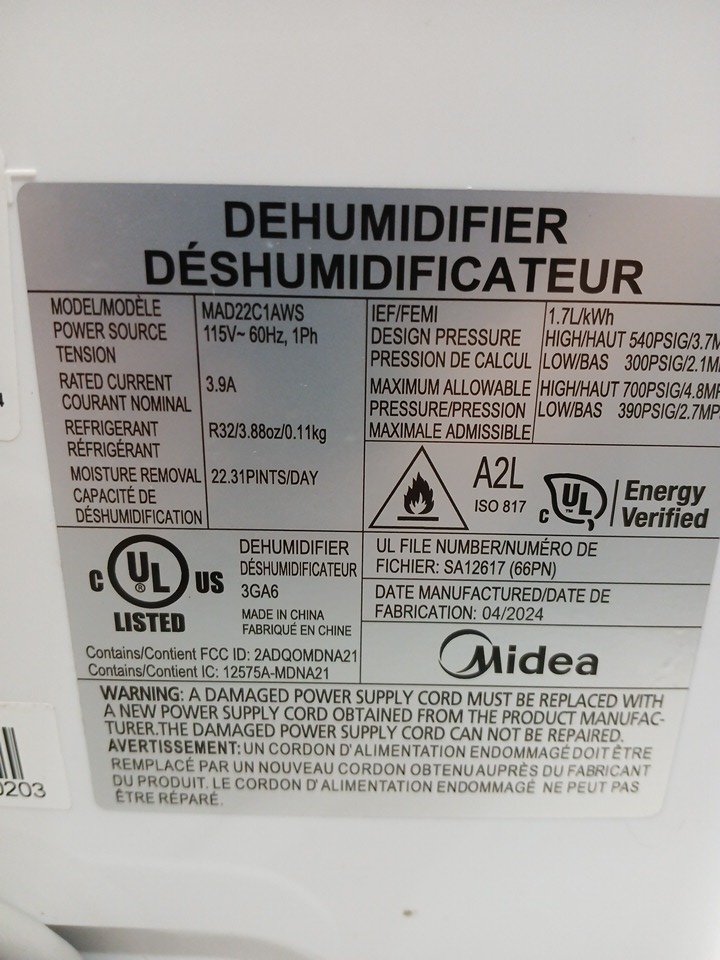 DEHUMIDIFIER
DÉSHUMIDIFICATEUR
MODEL/MODÈLE
MAD22C1AWS
POWER SOURCE
TENSION
115V~ 60Hz, 1Ph
RATED CURRENT
COURANT NOMINAL
3.9A
REFRIGERANT
RÉFRIGÉRANT
R32/3.88oz/0.11kg
MOISTURE REMOVAL
CAPACITÉ DE
DÉSHUMIDIFICATION
22.31PINTS/DAY
IEF/FEMI
1.7L/kWh
DESIGN PRESSURE
PRESSION DE CALCUL
HIGH/HAUT 540PSIG/3.7M
LOW/BAS 300PSIG/2.1M
MAXIMUM ALLOWABLE
PRESSURE/PRESSION
MAXIMALE ADMISSIBLE
HIGH/HAUT 700PSIG/4.8MP
LOW/BAS 390PSIG/2.7MP
A2L
ISO 817
C UL
™
Energy
Verified
C UL US
®
LISTED
DEHUMIDIFIER
DÉSHUMIDIFICATEUR
3GA6
MADE IN CHINA
FABRIQUÉ EN CHINE
Contains/Contient FCC ID: 2ADQOMDNA21
Contains/Contient IC: 12575A-MDNA21
UL FILE NUMBER/NUMÉRO DE
FICHIER: SA12617 (66PN)
DATE MANUFACTURED/DATE DE
FABRICATION: 04/2024
Midea
WARNING: A DAMAGED POWER SUPPLY CORD MUST BE REPLACED WITH
A NEW POWER SUPPLY CORD OBTAINED FROM THE PRODUCT MANUFAC-
TURER.THE DAMAGED POWER SUPPLY CORD CAN NOT BE REPAIRED.
AVERTISSEMENT: UN CORDON D'ALIMENTATION ENDOMMAGÉ DOIT ÊTRE
REMPLACÉ PAR UN NOUVEAU CORDON OBTENU AUPRÈS DU FABRICANT
DU PRODUIT. LE CORDON D'ALIMENTATION ENDOMMAGÉ NE PEUT PAS
ÊTRE RÉPARÉ.
0203